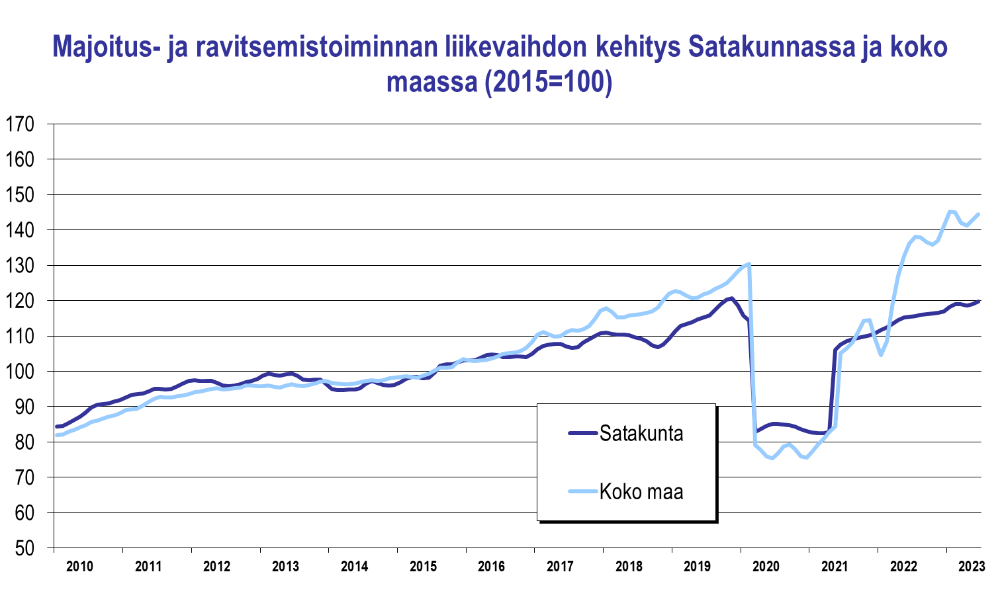 Majoitus- ja ravitsemistoiminnan liikevaihdon kehitys Satakunnassa ja koko
maassa (2015=100)
170
160
150
140
130
120
110
100
90
80
70
60
50
Satakunta
Koko maa
2010 2011 2012 2013 2014 2015 2016 2017 2018 2019 2020 2021 2022 2023